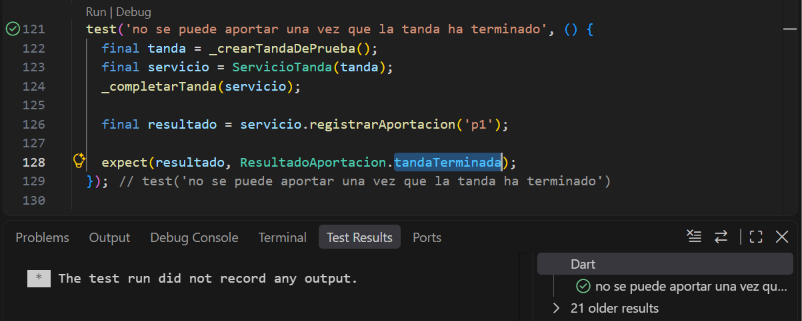 Run | Debug
121 test('no se puede aportar una vez que la tanda ha terminado', () {
122 final tanda = _crearTandaDePrueba();
123 final servicio = ServicioTanda(tanda);
124 _completarTanda(servicio);
125
126 final resultado = servicio.registrarAportacion('p1');
127
128 expect(resultado, ResultadoAportacion.tandaTerminada);
129 }); // test('no se puede aportar una vez que la tanda ha terminado')
130
Problems Output Debug Console Terminal Test Results Ports
* The test run did not record any output.
Dart
no se puede aportar una vez qu...
21 older results